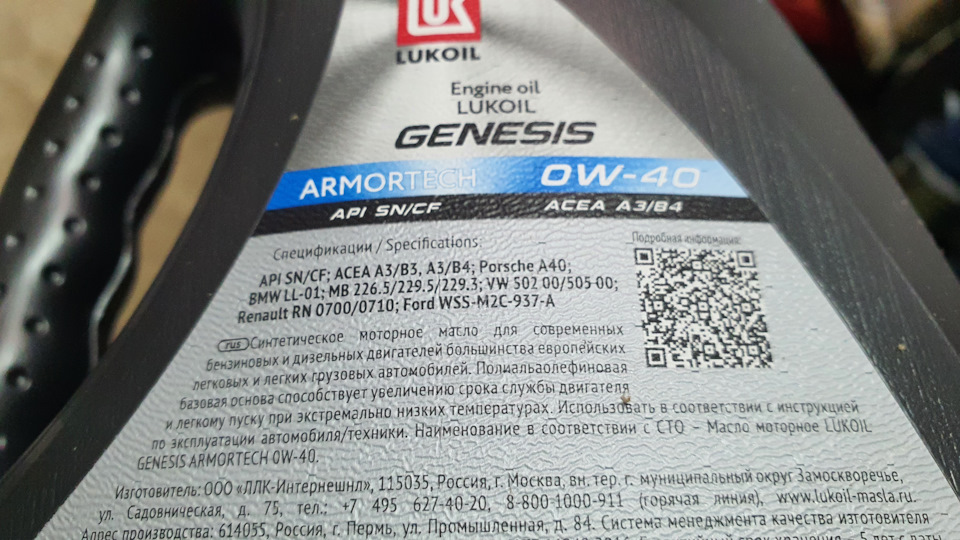 LUK
LUKOIL
Engine oil
LUKOIL
GENESIS
ARMORTECH 0W-40
API SN/CF ACEA A3/B4
Спецификации / Specifications:
Подробная информация:
API SN/CF; ACEA A3/B3, A3/B4; Porsche A40;
BMW LL-01; MB 226.5/229.5/229.3; VW 502 00/505 00;
Renault RN 0700/0710; Ford WSS-M2C-937-A
rus Синтетическое моторное масло для современных
бензиновых и дизельных двигателей большинства европейских
легковых и легких грузовых автомобилей. Полиальаолефиновая
базовая основа способствует увеличению срока службы двигателя
и легкому пуску при экстремально низких температурах. Использовать в соответствии с инструкцией
по эксплуатации автомобиля/техники. Наименование в соответствии с СТО – Масло моторное LUKOIL
GENESIS ARMORTECH 0W-40.
Изготовитель: ООО «ЛЛК-Интернешнл», 115035, Россия, г. Москва, вн. тер. г. муниципальный округ Замоскворечье,
ул. Садовническая, д. 75, тел.: +7 495 627-40-20, 8-800-1000-911 (горячая линия), www.lukoil-masla.ru.
Адрес производства: 614055, Россия, г. Пермь, ул. Промышленная, д. 84. Система менеджмента качества изготовителя
хранения – 5 лет с даты